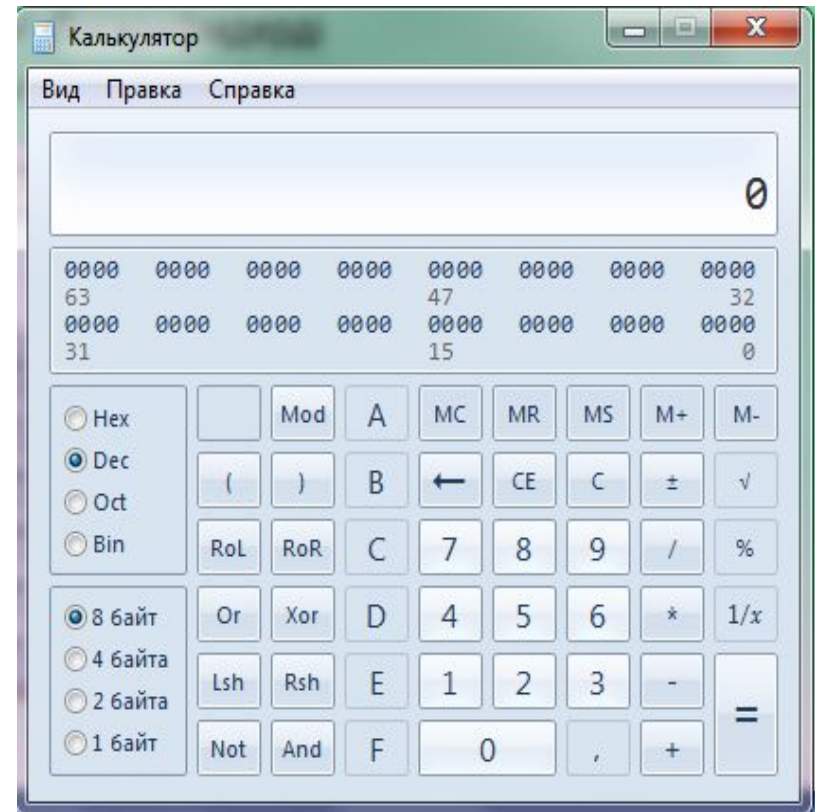 Калькулятор
Вид Правка Справка
0
0000 0000 0000 0000 0000 0000 0000 0000
63 47 32
0000 0000 0000 0000 0000 0000 0000 0000
31 15 0
Hex Mod A MC MR MS M+ M-
Dec
( ) B ← CE C ± √
Oct
Bin RoL RoR C 7 8 9 / %
8 байт Or Xor D 4 5 6 * 1/x
4 байта
Lsh Rsh E 1 2 3 - =
2 байта
1 байт Not And F 0 , +